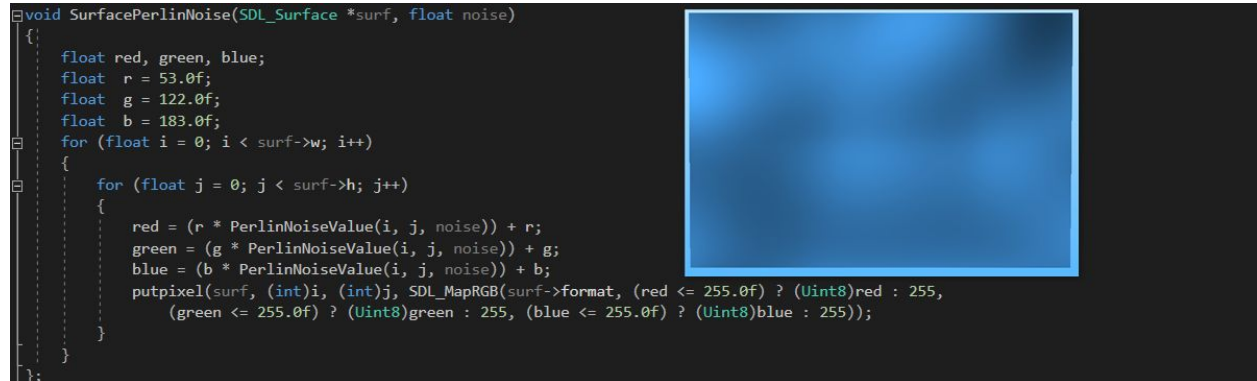 void SurfacePerlinNoise(SDL_Surface *surf, float noise)
{
    float red, green, blue;
    float  r = 53.0f;
    float  g = 122.0f;
    float  b = 183.0f;
    for (float i = 0; i < surf->w; i++)
    {
        for (float j = 0; j < surf->h; j++)
        {
            red = (r * PerlinNoiseValue(i, j, noise)) + r;
            green = (g * PerlinNoiseValue(i, j, noise)) + g;
            blue = (b * PerlinNoiseValue(i, j, noise)) + b;
            putpixel(surf, (int)i, (int)j, SDL_MapRGB(surf->format, (red <= 255.0f) ? (Uint8)red : 255,
                (green <= 255.0f) ? (Uint8)green : 255, (blue <= 255.0f) ? (Uint8)blue : 255));
        }
    }
};